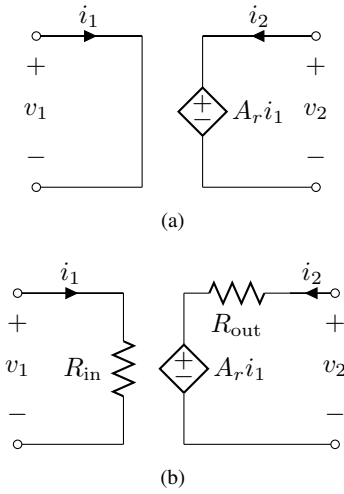 i₁ i₂
+ +
v₁ + − Aᵣi₁ v₂
− −
(a)
i₁ i₂
+ Rout +
v₁ Rin + − Aᵣi₁ v₂
− −
(b)